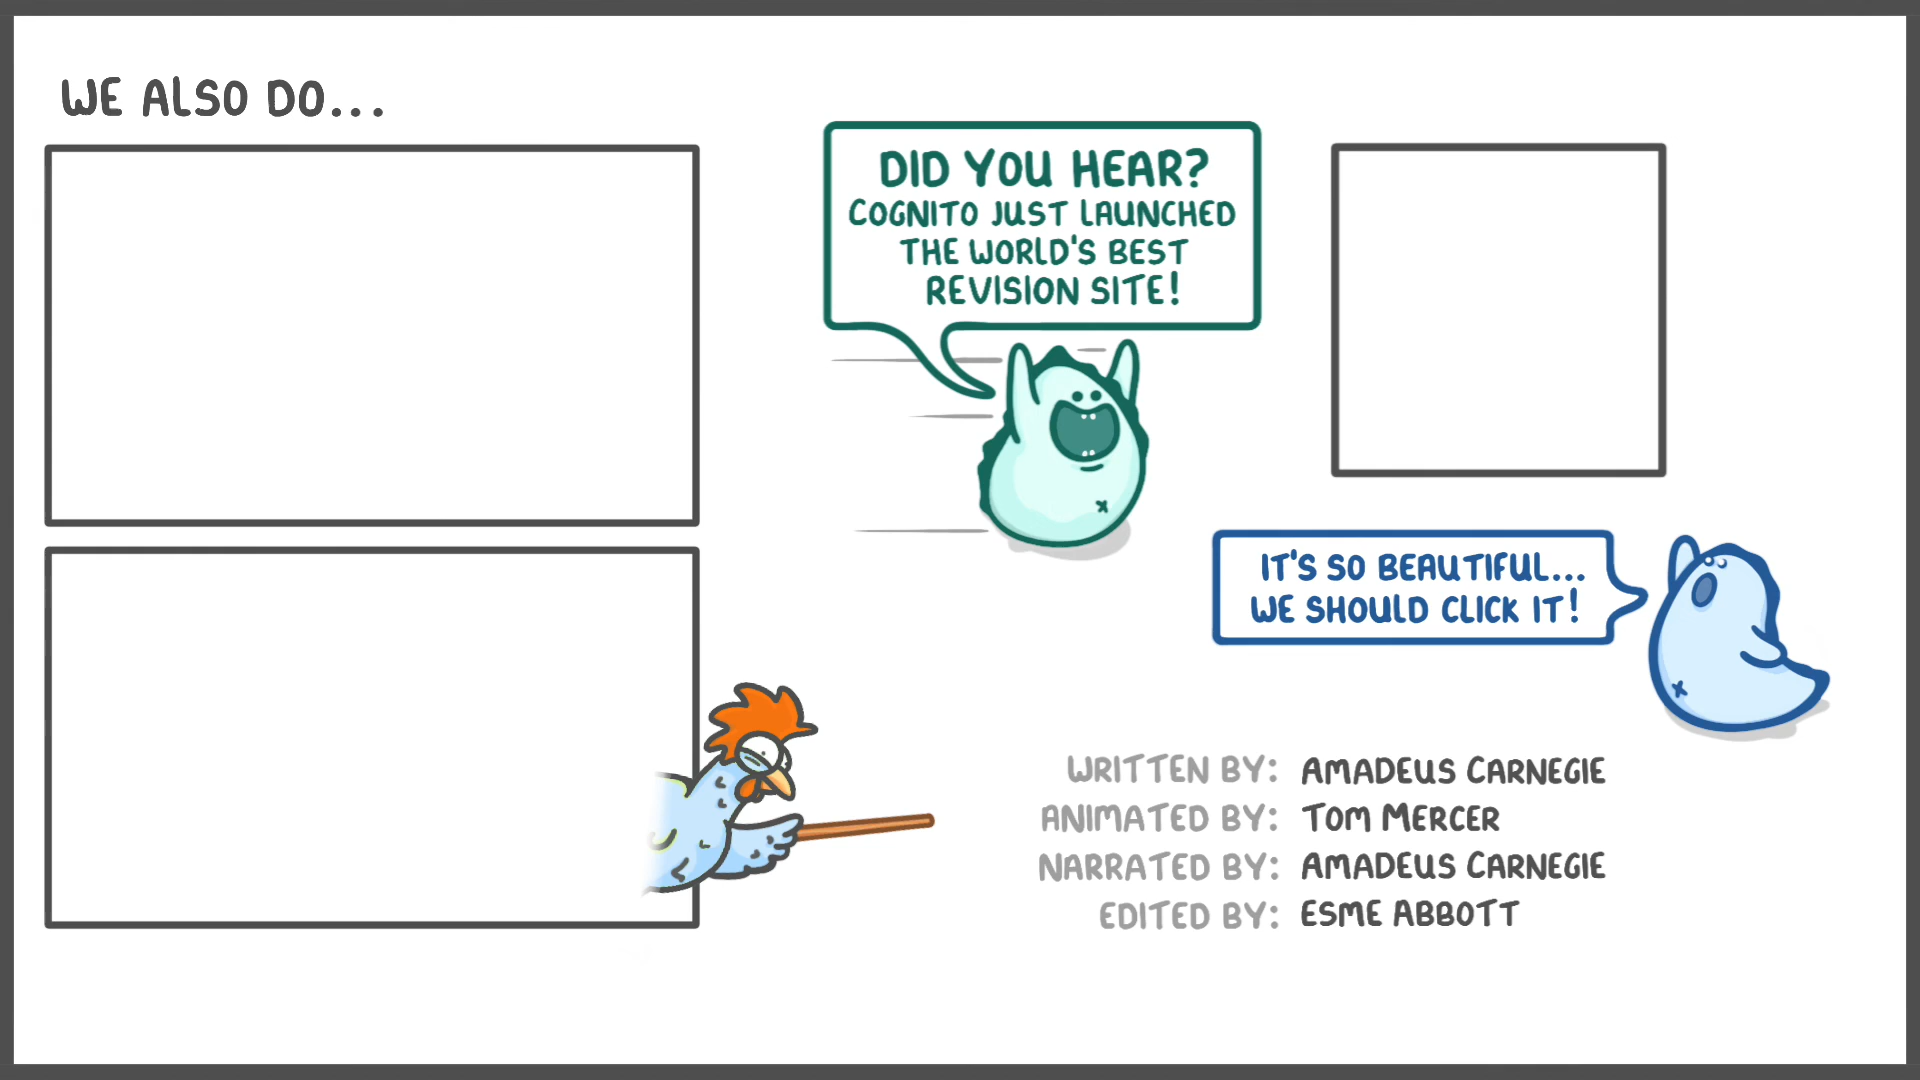 WE ALSO DO...
DID YOU HEAR?
COGNITO JUST LAUNCHED
THE WORLD'S BEST
REVISION SITE!
IT'S SO BEAUTIFUL...
WE SHOULD CLICK IT!
WRITTEN BY: AMADEUS CARNEGIE
ANIMATED BY: TOM MERCER
NARRATED BY: AMADEUS CARNEGIE
EDITED BY: ESME ABBOTT